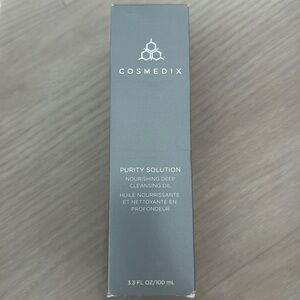 COSMEDIX
PURITY SOLUTION
NOURISHING DEEP
CLEANSING OIL
HUILE NOURRISSANTE
ET NETTOYANTE EN
PROFONDEUR
3.3 FL OZ/100 mL